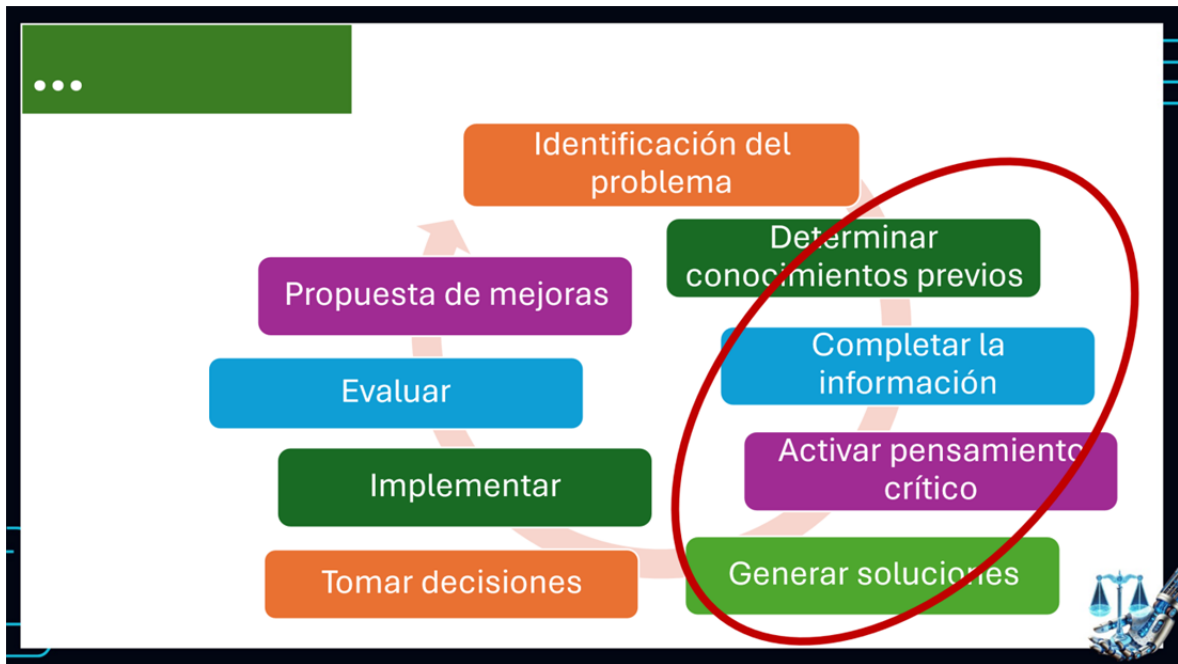 ...
Identificación del
problema
Determinar
conocimientos previos
Completar la
información
Activar pensamiento
crítico
Generar soluciones
Tomar decisiones
Implementar
Evaluar
Propuesta de mejoras